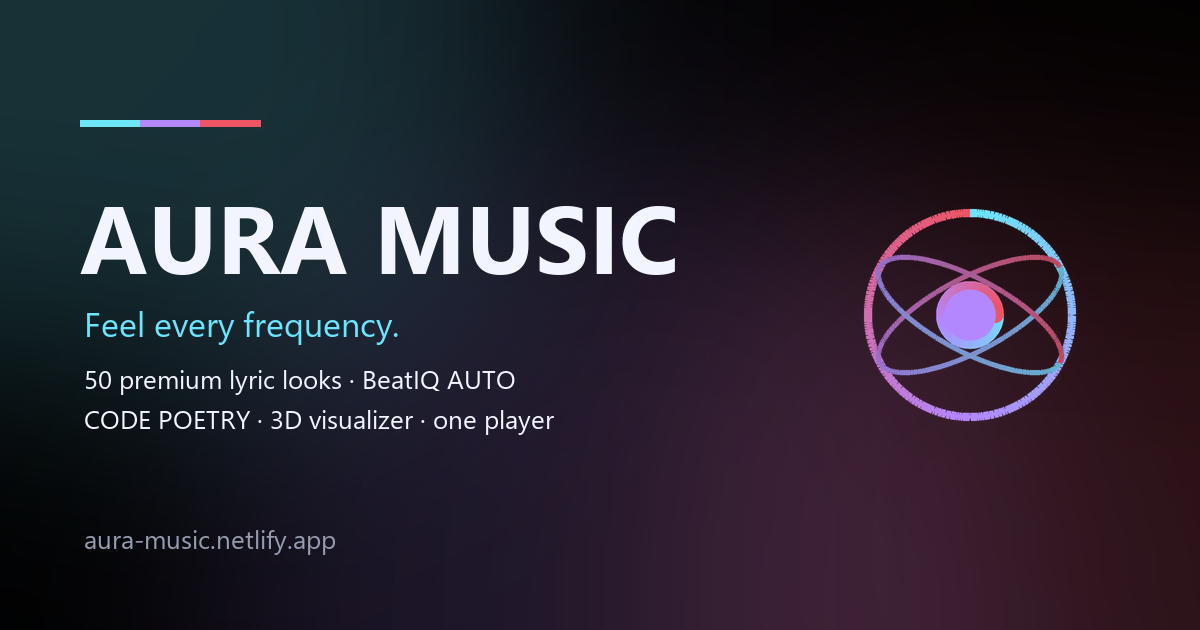 AURA MUSIC
Feel every frequency.
50 premium lyric looks · BeatIQ AUTO
CODE POETRY · 3D visualizer · one player
aura-music.netlify.app